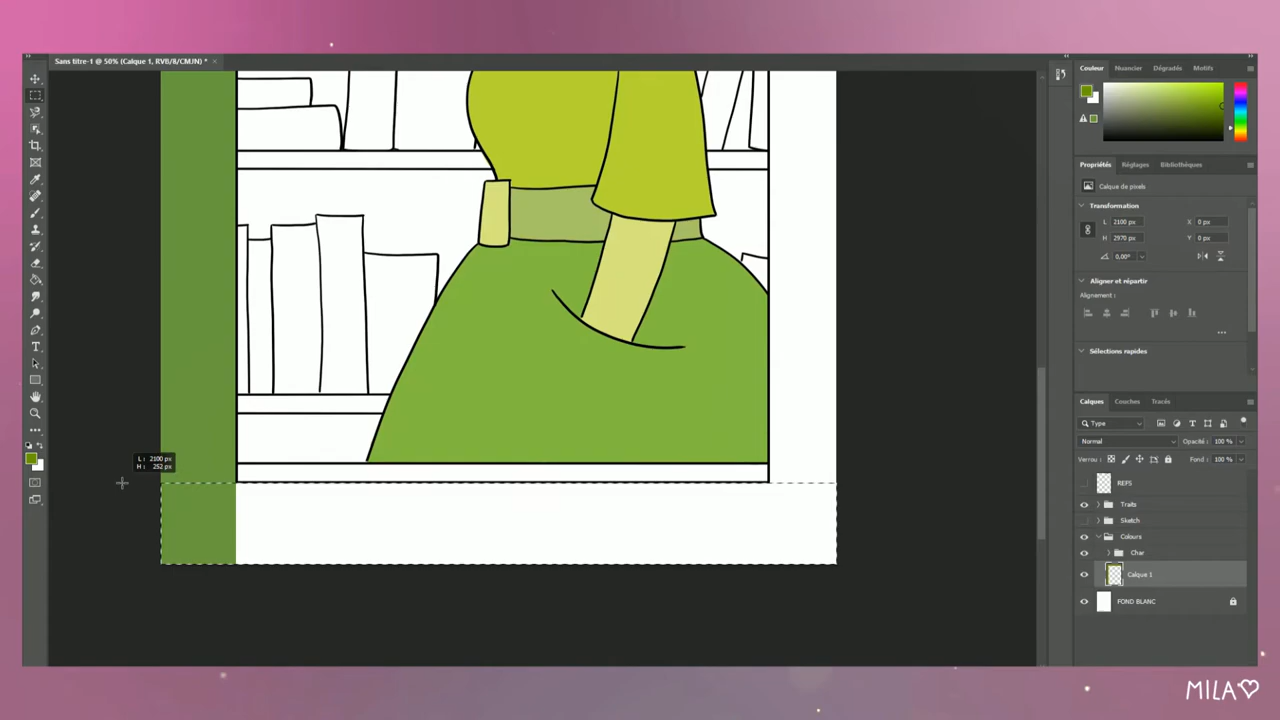 Sans titre-1 @ 50% (Calque 1, RVB/8/CMJN) *
Couleur Nuancier Dégradés Motifs
Propriétés Réglages Bibliothèques
Calque de pixels
Transformation
L 2100 px X 0 px
H 2970 px Y 0 px
0,00°
Aligner et répartir
Alignement :
Sélections rapides
Calques Couches Tracés
Type
Normal Opacité : 100 %
Verrou : Fond : 100 %
REFS
Traits
Sketch
Colours
Char
Calque 1
FOND BLANC
L : 2100 px
H : 252 px
MILA